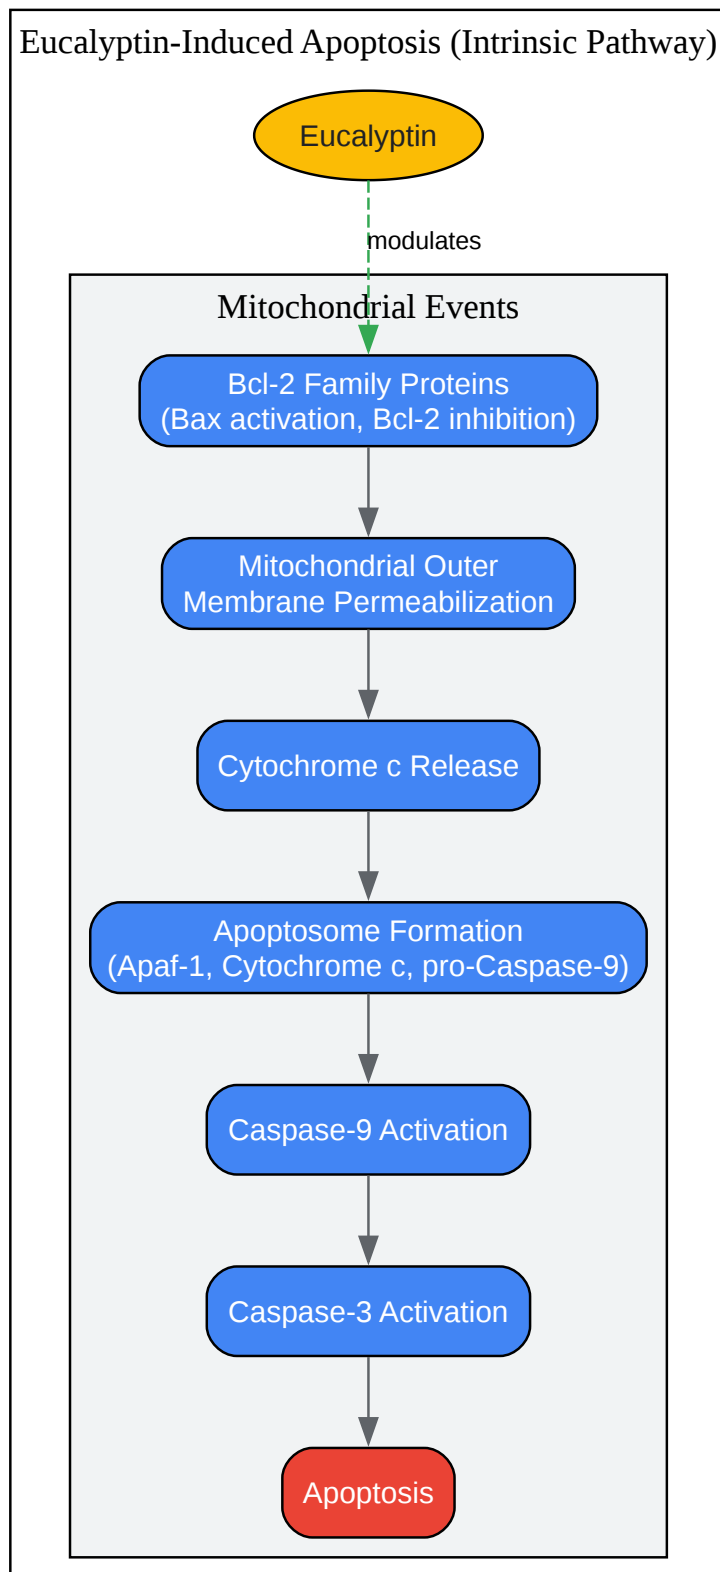 Eucalyptin-Induced Apoptosis (Intrinsic Pathway)
Eucalyptin
modulates
Mitochondrial Events
Bcl-2 Family Proteins
(Bax activation, Bcl-2 inhibition)
Mitochondrial Outer
Membrane Permeabilization
Cytochrome c Release
Apoptosome Formation
(Apaf-1, Cytochrome c, pro-Caspase-9)
Caspase-9 Activation
Caspase-3 Activation
Apoptosis